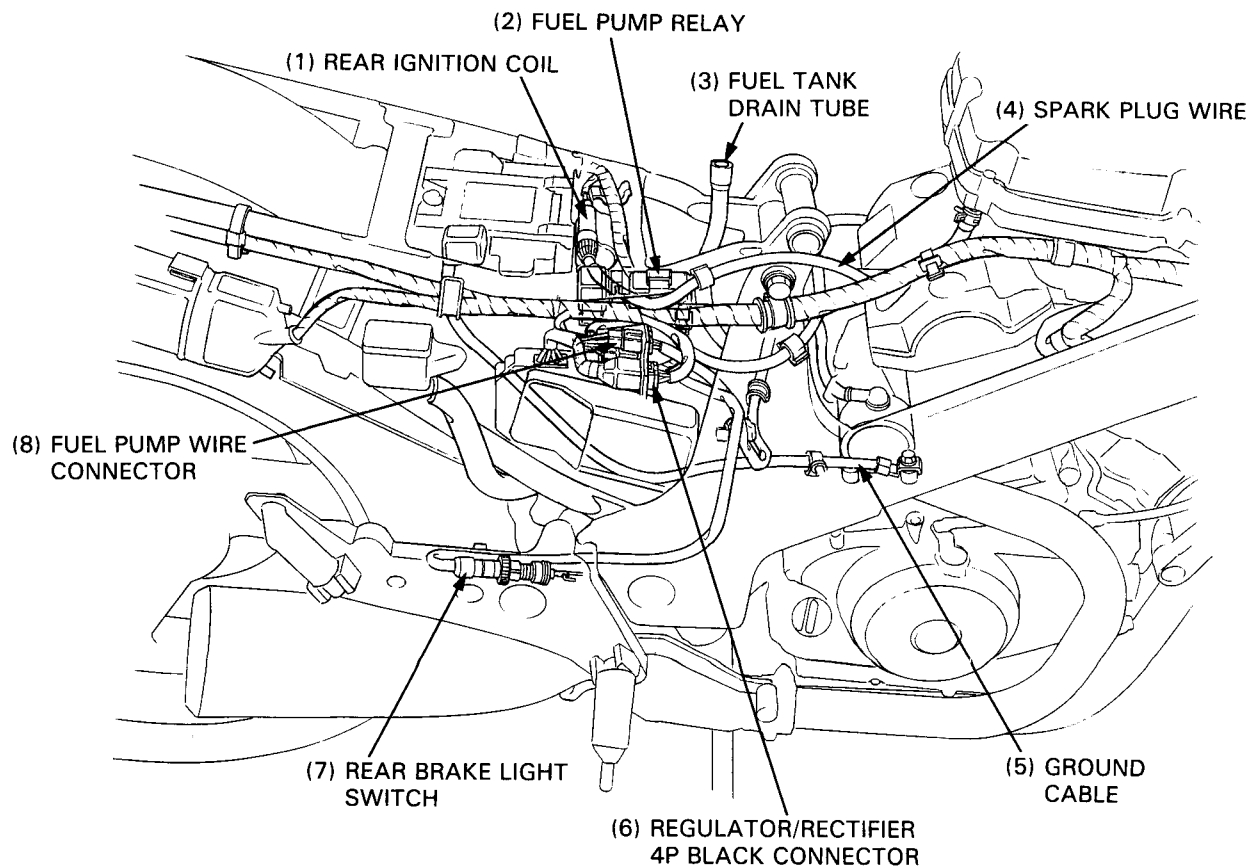 (2) FUEL PUMP RELAY
(1) REAR IGNITION COIL
(3) FUEL TANK
DRAIN TUBE
(4) SPARK PLUG WIRE
(8) FUEL PUMP WIRE
CONNECTOR
(7) REAR BRAKE LIGHT
SWITCH
(5) GROUND
CABLE
(6) REGULATOR/RECTIFIER
4P BLACK CONNECTOR